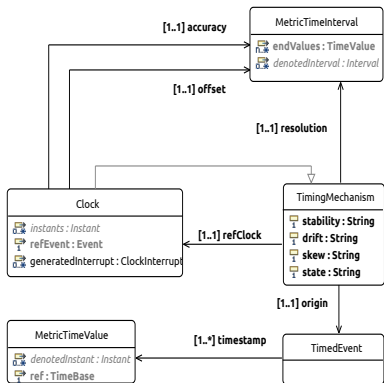 MetricTimeInterval
endValues : TimeValue
denotedInterval : Interval
[1..1] accuracy
[1..1] offset
[1..1] resolution
Clock
instants : Instant
refEvent : Event
generatedInterrupt : ClockInterrupt
[1..1] refClock
TimingMechanism
stability : String
drift : String
skew : String
state : String
[1..1] origin
MetricTimeValue
denotedInstant : Instant
ref : TimeBase
[1..*] timestamp
TimedEvent